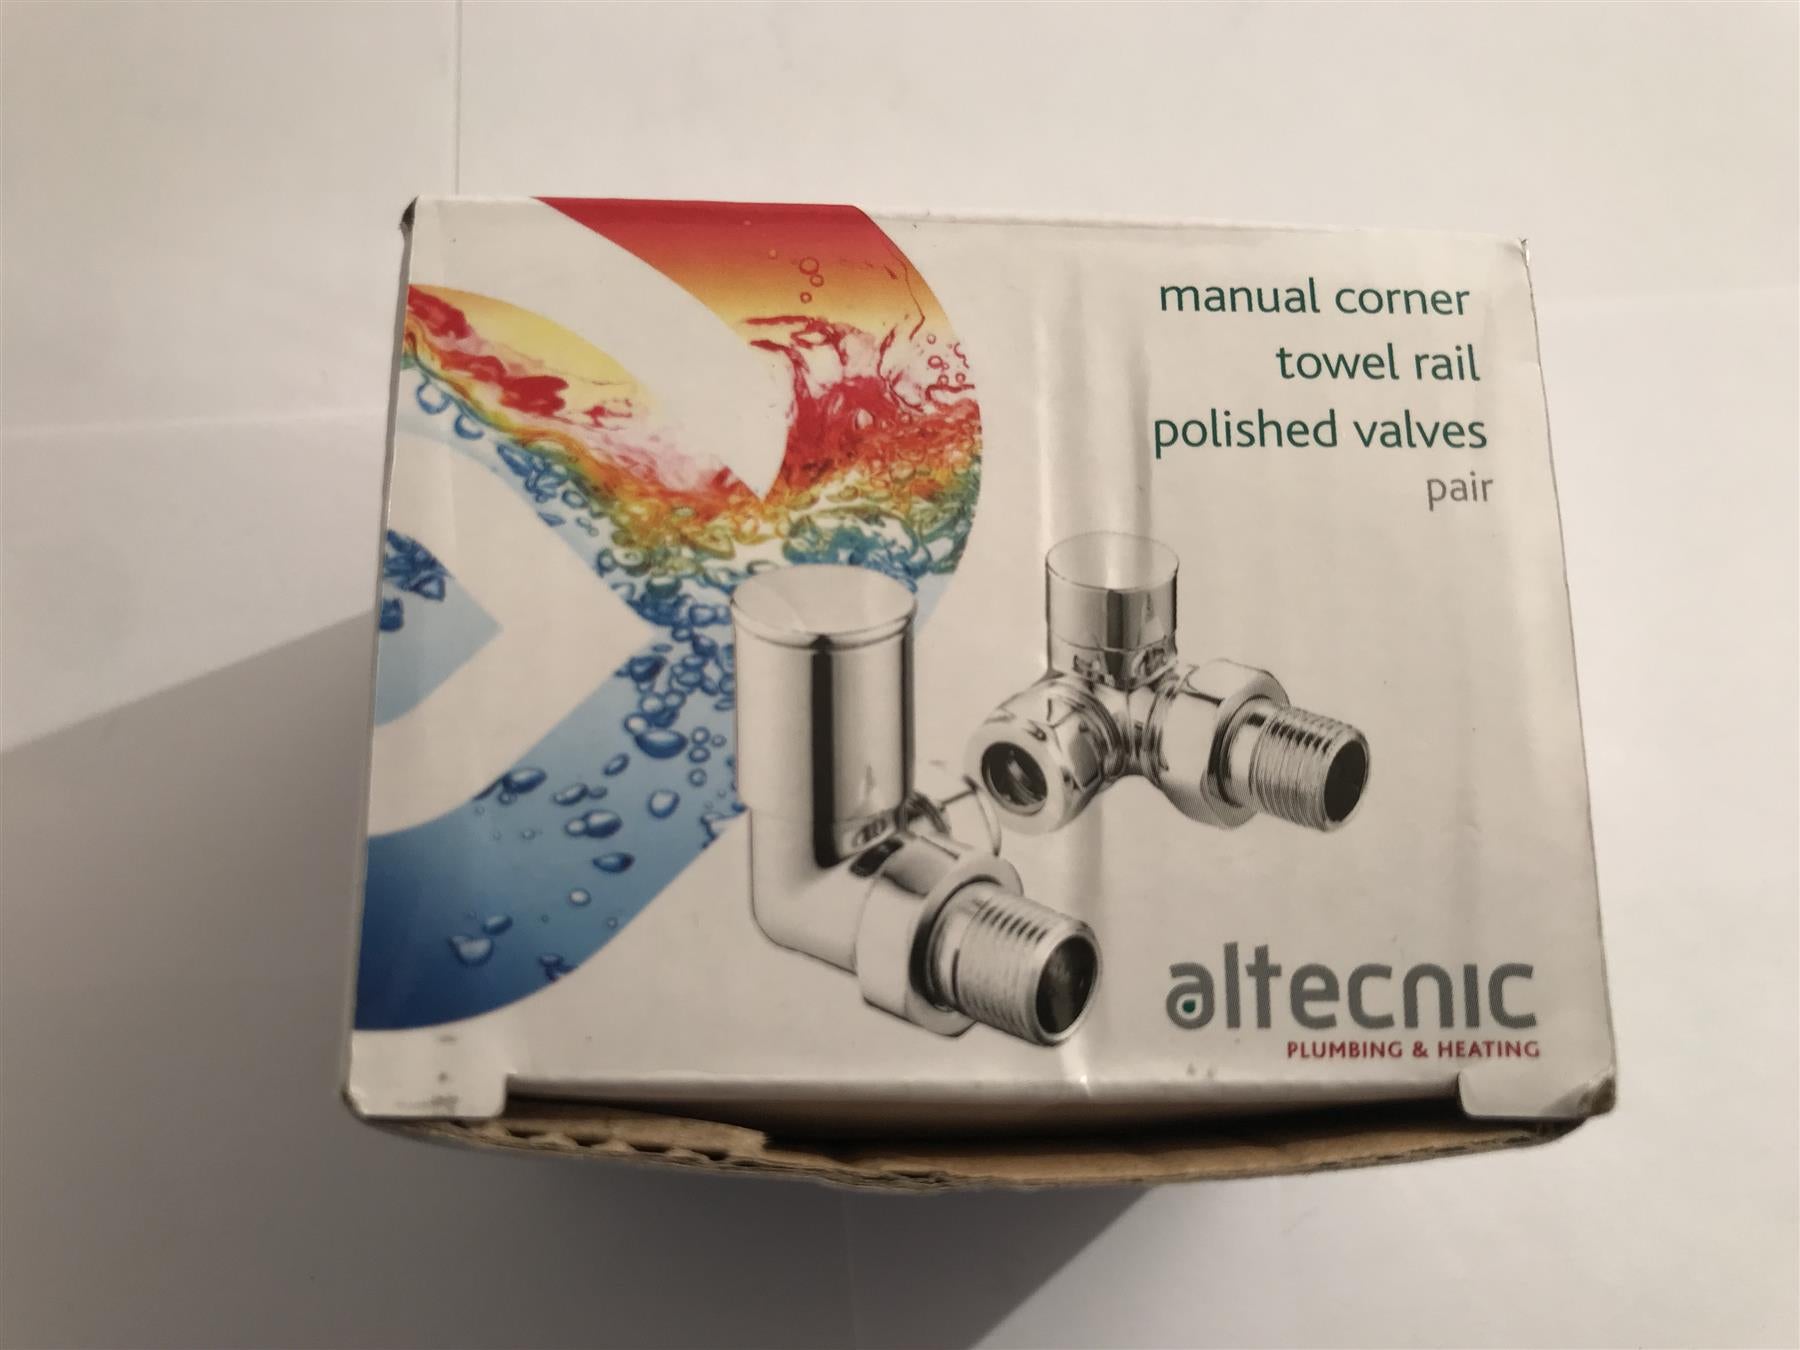 manual corner
towel rail
polished valves
pair
altecnic
PLUMBING & HEATING